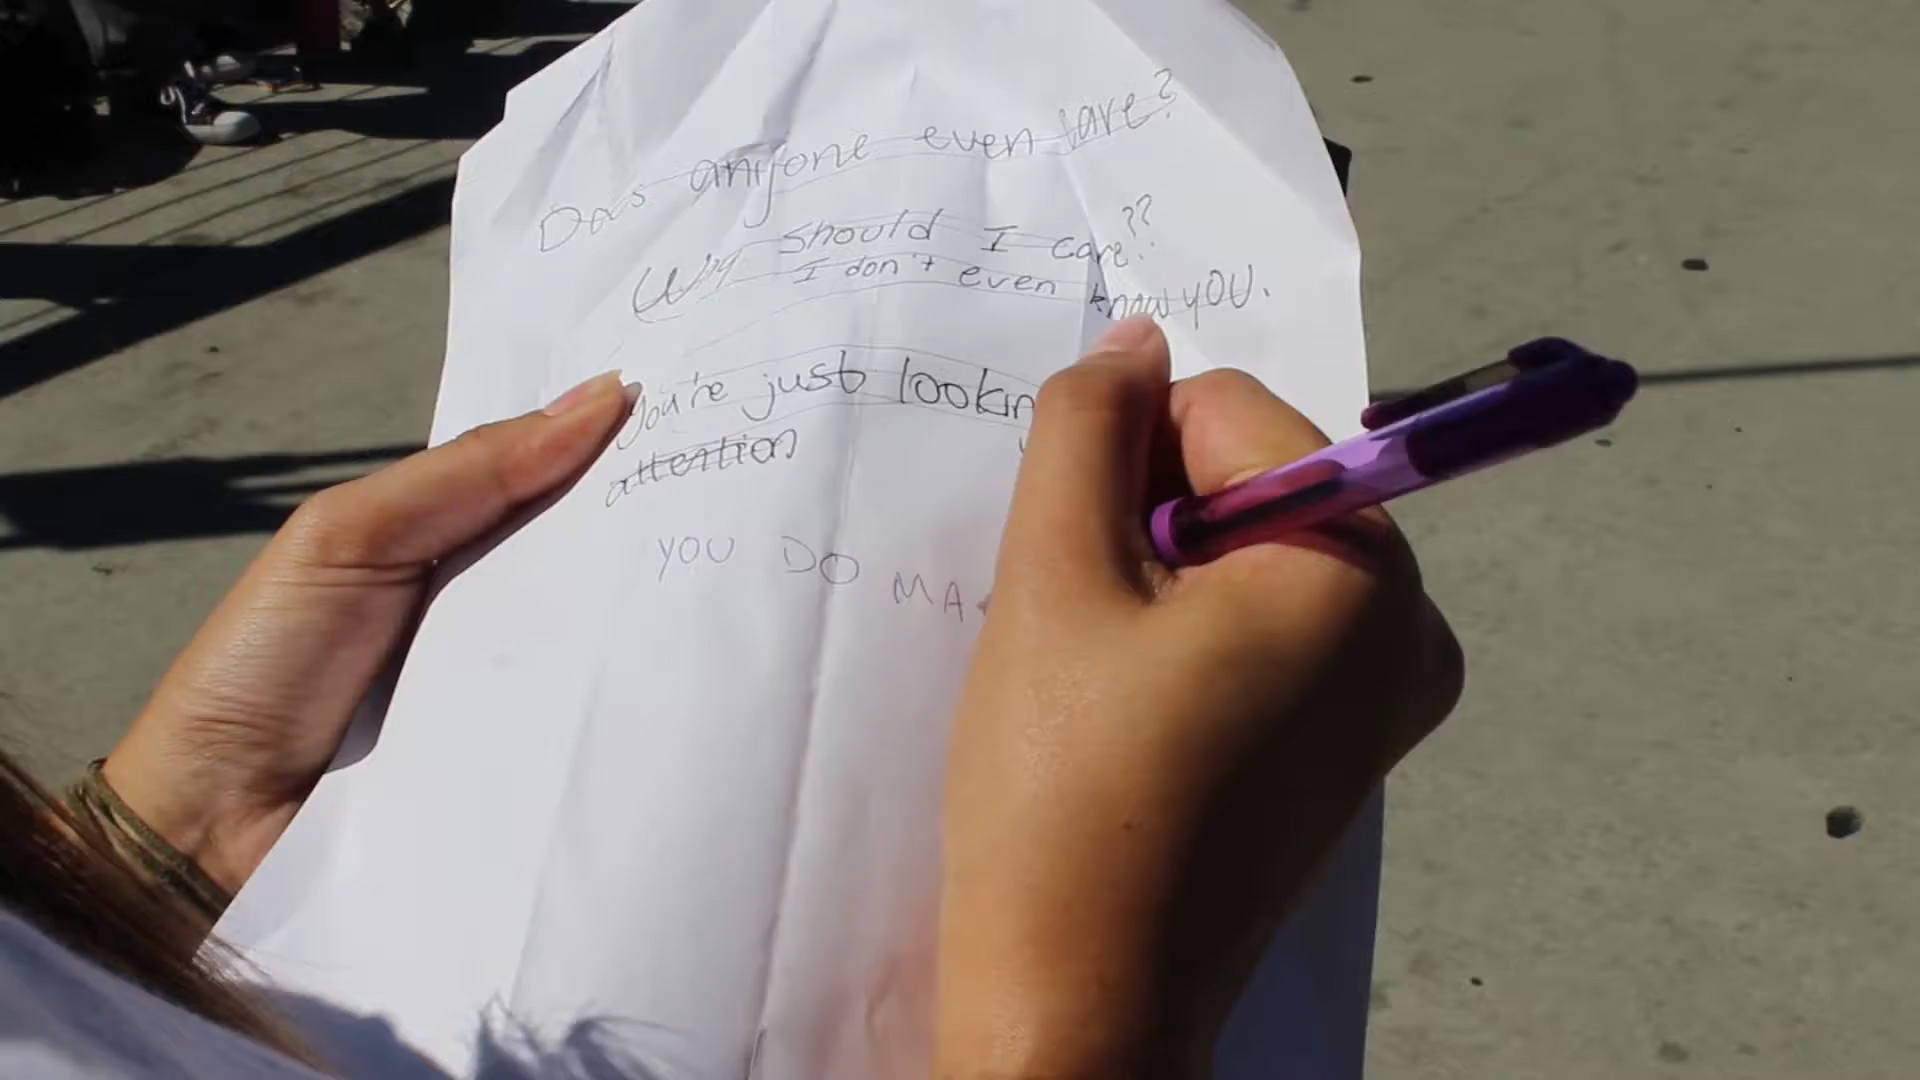 Does anyone even care?
Why should I care??
I don't even know YOU.
You're just lookin
attention
YOU DO MA